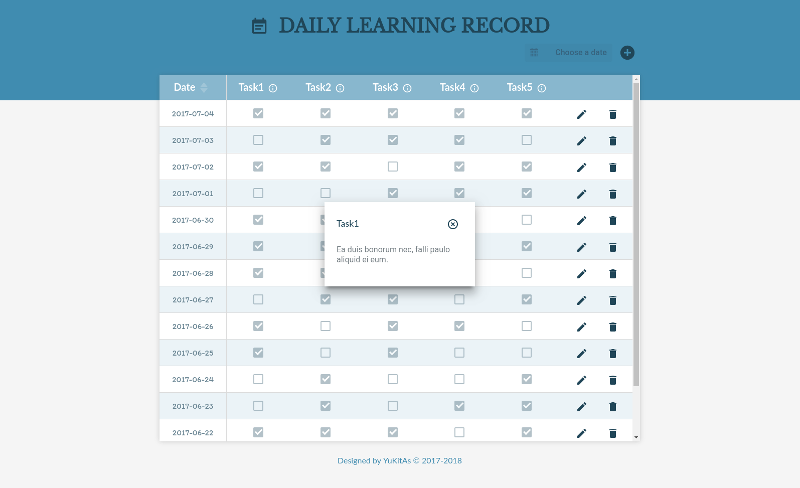 DAILY LEARNING RECORD
Choose a date
Date Task1 Task2 Task3 Task4 Task5
2017-07-04
2017-07-03
2017-07-02
2017-07-01
2017-06-30
2017-06-29
2017-06-28
2017-06-27
2017-06-26
2017-06-25
2017-06-24
2017-06-23
2017-06-22
Task1
Ea duis bonorum nec, falli paulo
aliquid ei eum.
Designed by YuKitAs © 2017-2018